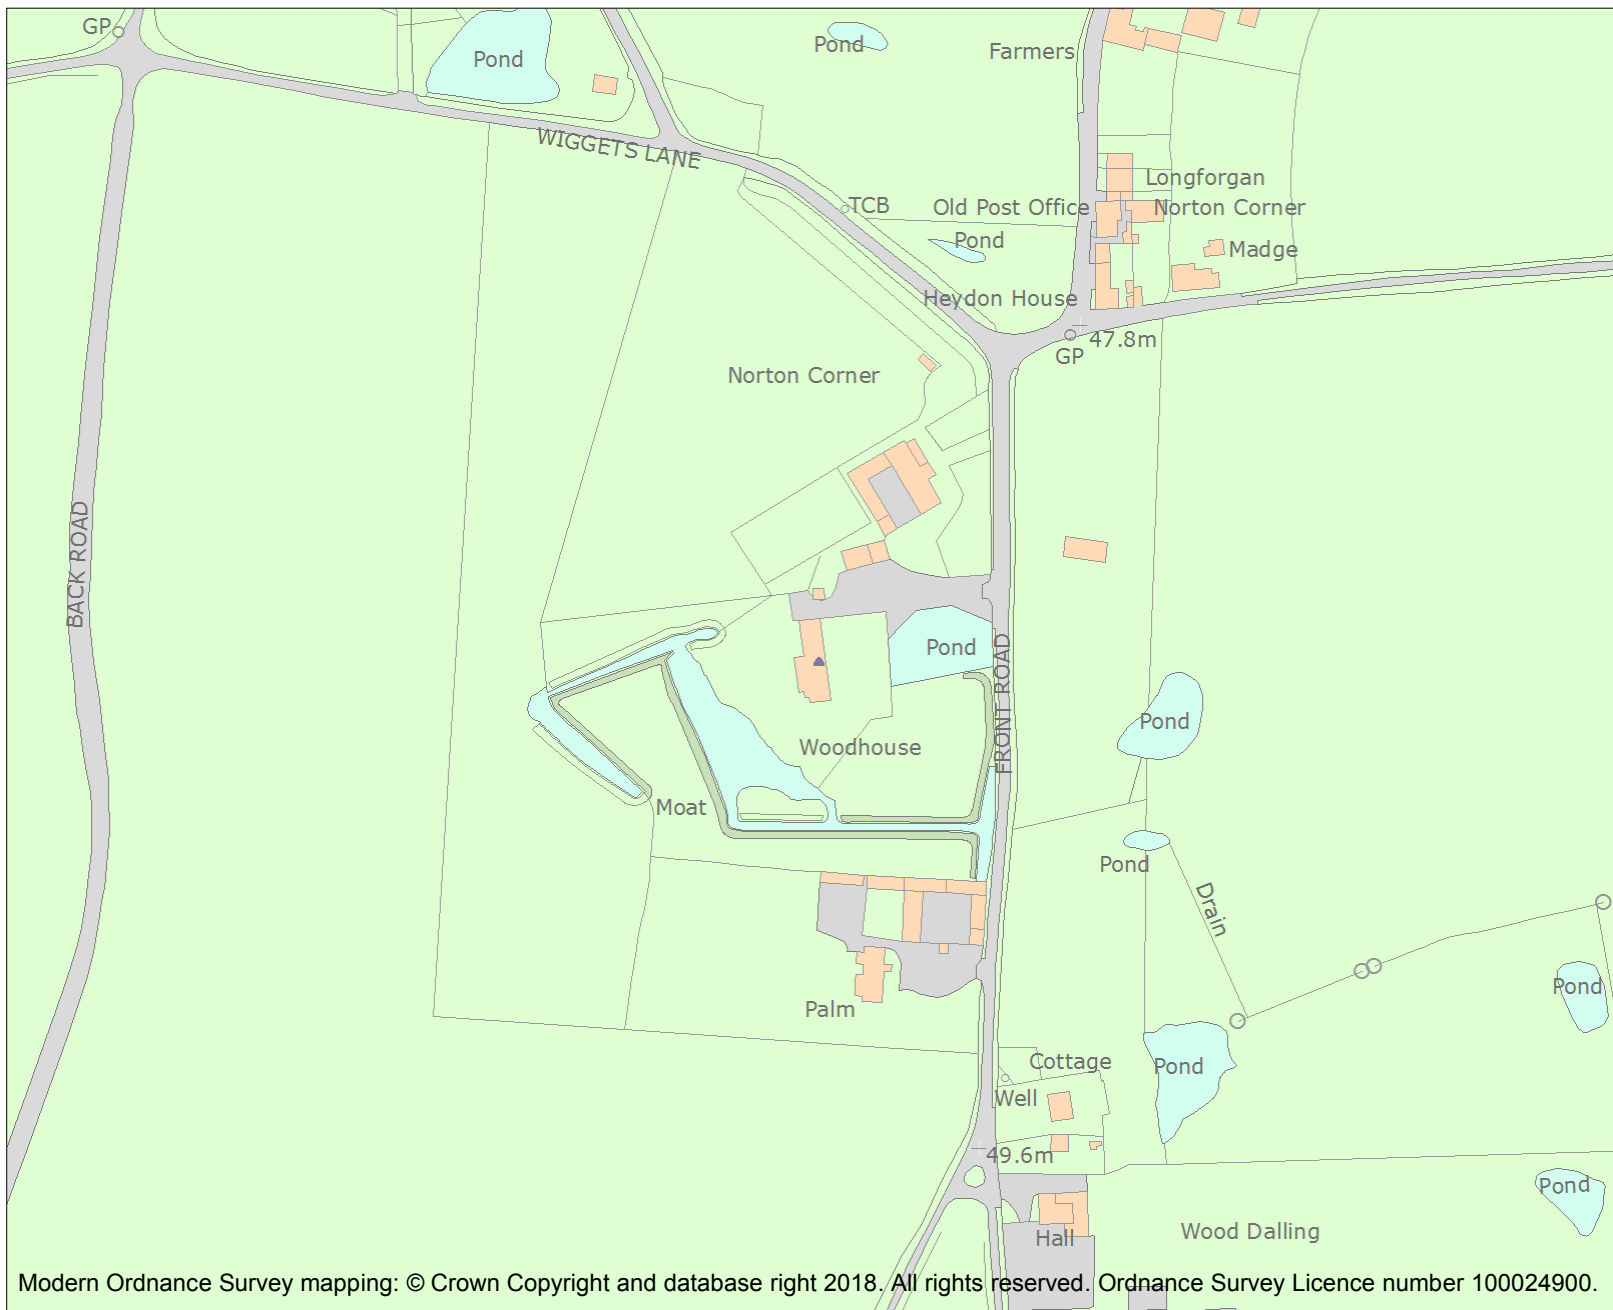 GP
Pond
Pond
Farmers
WIGGETS LANE
Longforgan
TCB
Old Post Office
Norton Corner
Pond
Madge
Heydon House
47.8m
GP
Norton Corner
BACK ROAD
Pond
FRONT ROAD
Pond
Woodhouse
Moat
Pond
Drain
Pond
Palm
Cottage
Pond
Well
49.6m
Pond
Wood Dalling
Hall
Modern Ordnance Survey mapping: © Crown Copyright and database right 2018. All rights reserved. Ordnance Survey Licence number 100024900.